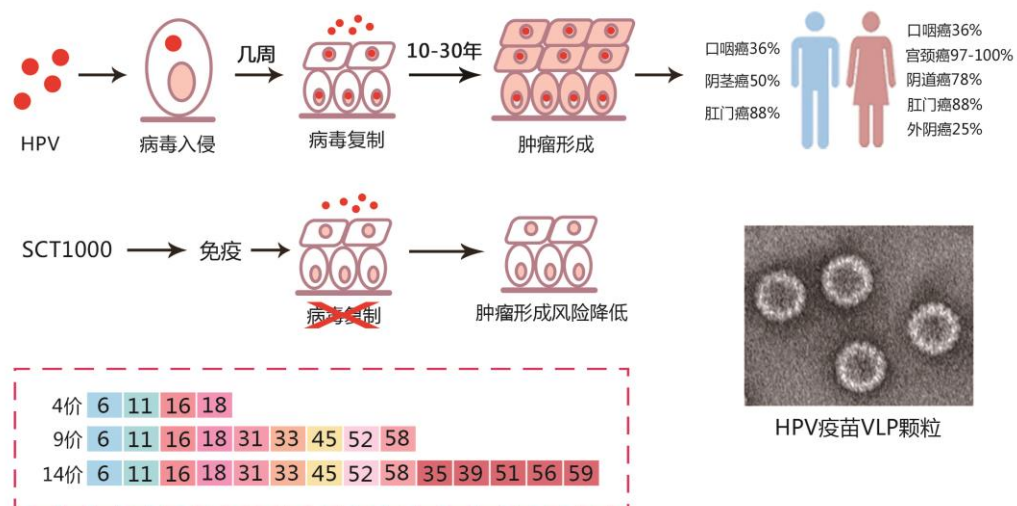 HPV
病毒入侵
几周
病毒复制
10-30年
肿瘤形成
口咽癌36%
阴茎癌50%
肛门癌88%
口咽癌36%
宫颈癌97-100%
阴道癌78%
肛门癌88%
外阴癌25%
SCT1000
免疫
病毒复制
肿瘤形成风险降低
4价 6 11 16 18
9价 6 11 16 18 31 33 45 52 58
14价 6 11 16 18 31 33 45 52 58 35 39 51 56 59
HPV疫苗VLP颗粒